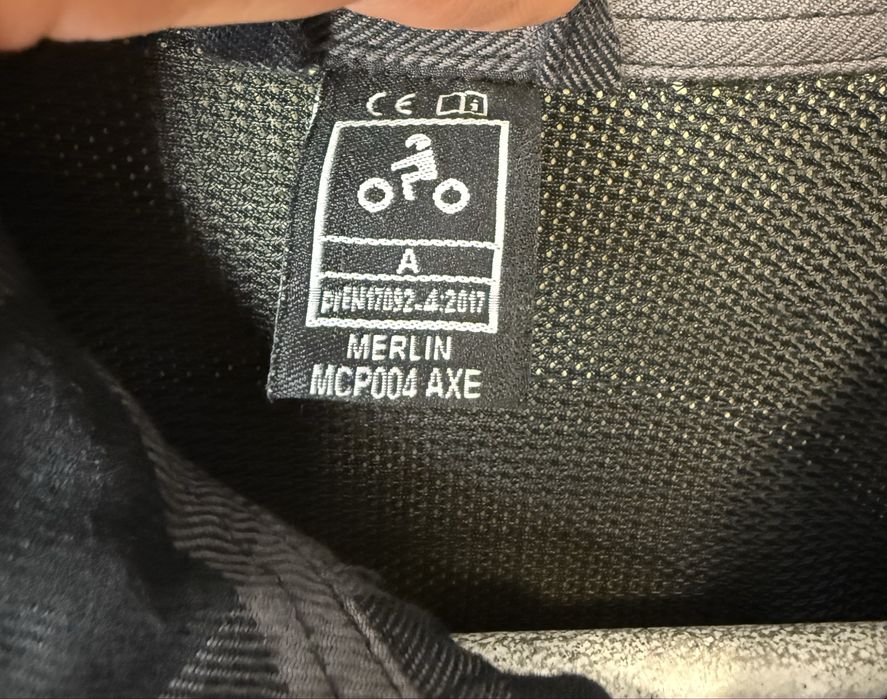 CE i
A
prEN17092-4:2017
MERLIN
MCP004 AXE